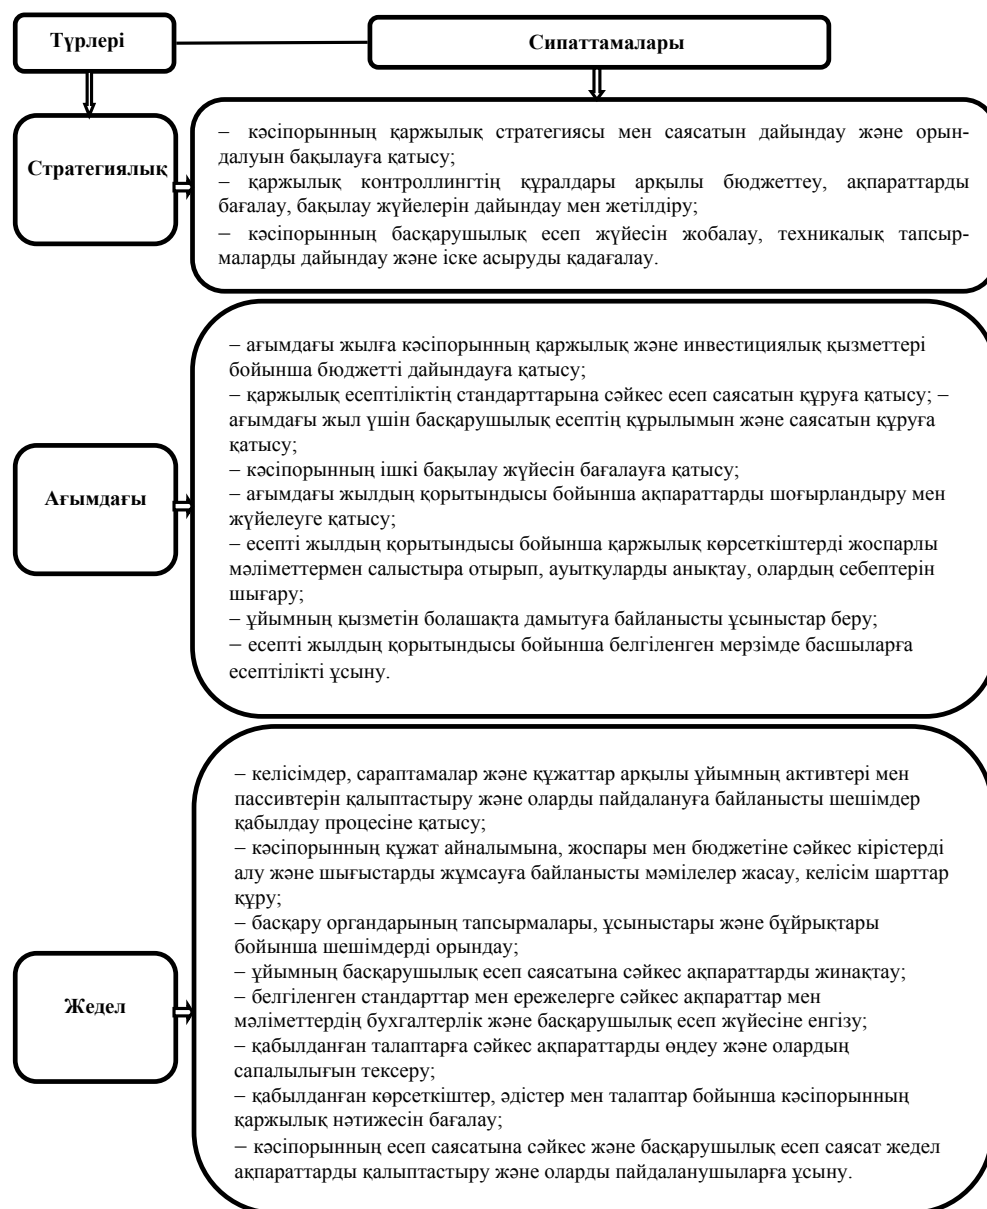 Түрлері
Сипаттамалары
Стратегиялық
– кәсіпорынның қаржылық стратегиясы мен саясатын дайындау және орын-
далуын бақылауға қатысу;
– қаржылық контроллингтің құралдары арқылы бюджеттеу, ақпараттарды
бағалау, бақылау жүйелерін дайындау мен жетілдіру;
– кәсіпорынның басқарушылық есеп жүйесін жобалау, техникалық тапсыр-
маларды дайындау және іске асыруды қадағалау.
Ағымдағы
– ағымдағы жылға кәсіпорынның қаржылық және инвестициялық қызметтері
бойынша бюджетті дайындауға қатысу;
– қаржылық есептіліктің стандарттарына сәйкес есеп саясатын құруға қатысу; –
ағымдағы жыл үшін басқарушылық есептің құрылымын және саясатын құруға
қатысу;
– кәсіпорынның ішкі бақылау жүйесін бағалауға қатысу;
– ағымдағы жылдың қорытындысы бойынша ақпараттарды шоғырландыру мен
жүйелеуге қатысу;
– есепті жылдың қорытындысы бойынша қаржылық көрсеткіштерді жоспарлы
мәліметтермен салыстыра отырып, ауытқуларды анықтау, олардың себептерін
шығару;
– ұйымның қызметін болашақта дамытуға байланысты ұсыныстар беру;
– есепті жылдың қорытындысы бойынша белгіленген мерзімде басшыларға
есептілікті ұсыну.
Жедел
– келісімдер, сараптамалар және құжаттар арқылы ұйымның активтері мен
пассивтерін қалыптастыру және оларды пайдалануға байланысты шешімдер
қабылдау процесіне қатысу;
– кәсіпорынның құжат айналымына, жоспары мен бюджетіне сәйкес кірістерді
алу және шығыстарды жұмсауға байланысты мәмілелер жасау, келісім шарттар
құру;
– басқару органдарының тапсырмалары, ұсыныстары және бұйрықтары
бойынша шешімдерді орындау;
– ұйымның басқарушылық есеп саясатына сәйкес ақпараттарды жинақтау;
– белгіленген стандарттар мен ережелерге сәйкес ақпараттар мен
мәліметтердің бухгалтерлік және басқарушылық есеп жүйесіне енгізу;
– қабылданған талаптарға сәйкес ақпараттарды өңдеу және олардың
сапалылығын тексеру;
– қабылданған көрсеткіштер, әдістер мен талаптар бойынша кәсіпорынның
қаржылық нәтижесін бағалау;
– кәсіпорынның есеп саясатына сәйкес және басқарушылық есеп саясат жедел
ақпараттарды қалыптастыру және оларды пайдаланушыларға ұсыну.